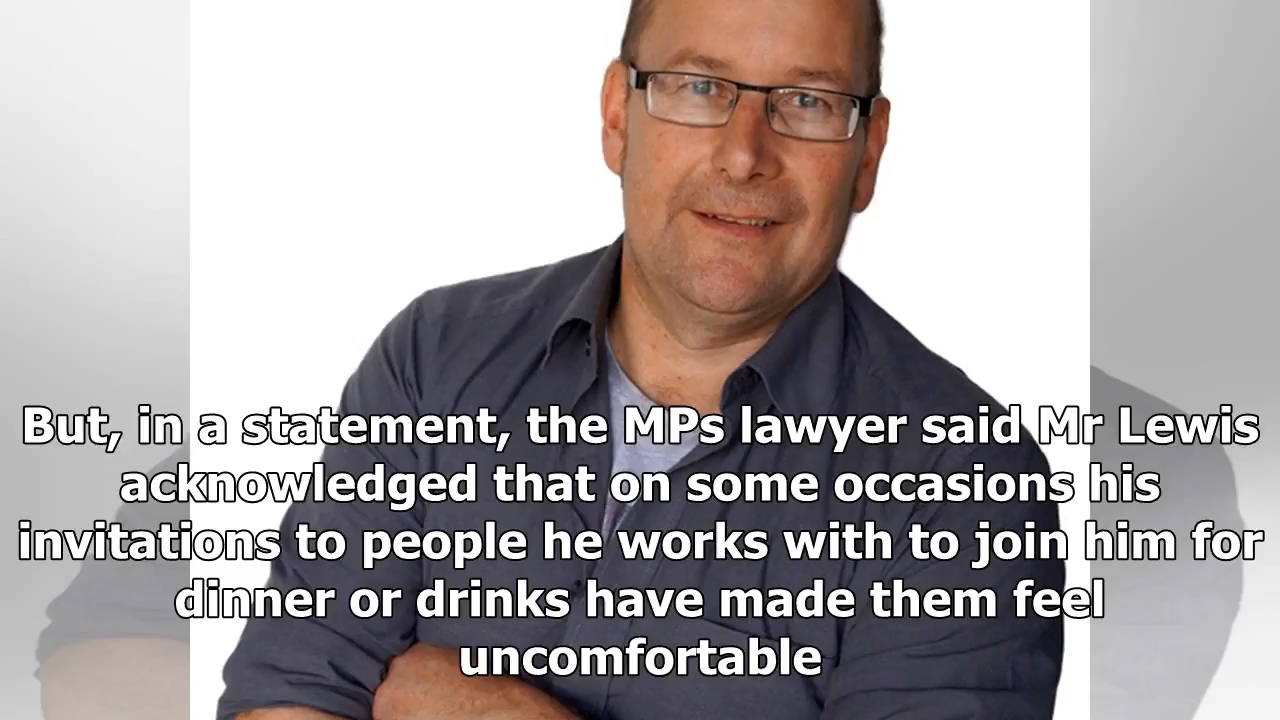 But, in a statement, the MPs lawyer said Mr Lewis
acknowledged that on some occasions his
invitations to people he works with to join him for
dinner or drinks have made them feel
uncomfortable